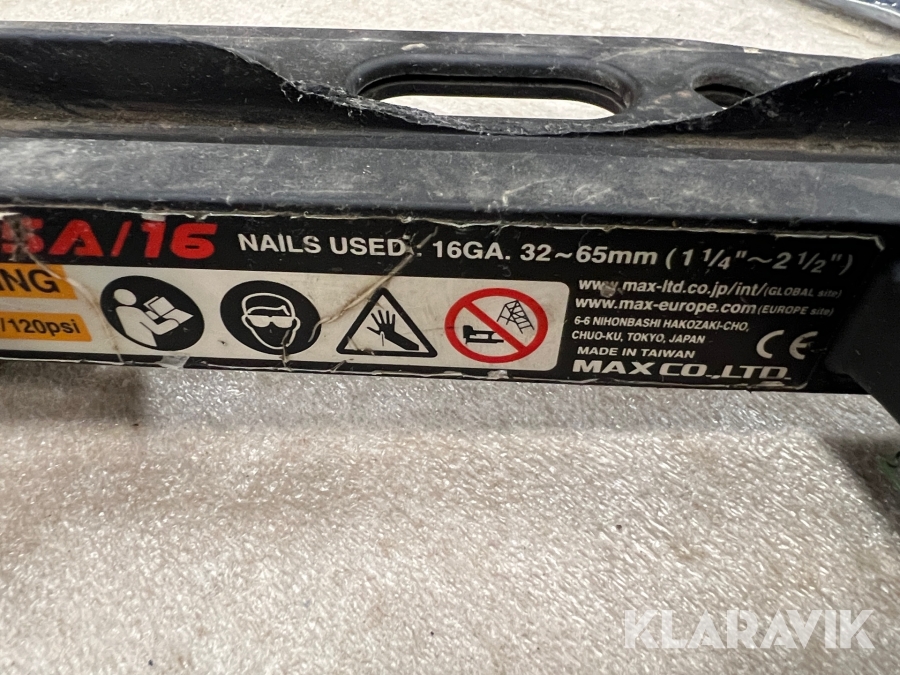 5A/16 NAILS USED: 16GA. 32~65mm (1 1/4"~2 1/2")
/120psi
www.max-ltd.co.jp/int/(GLOBAL site)
www.max-europe.com(EUROPE site)
6-6 NIHONBASHI HAKOZAKI-CHO,
CHUO-KU, TOKYO, JAPAN
MADE IN TAIWAN
MAX CO.,LTD.
CE
KLARAVIK